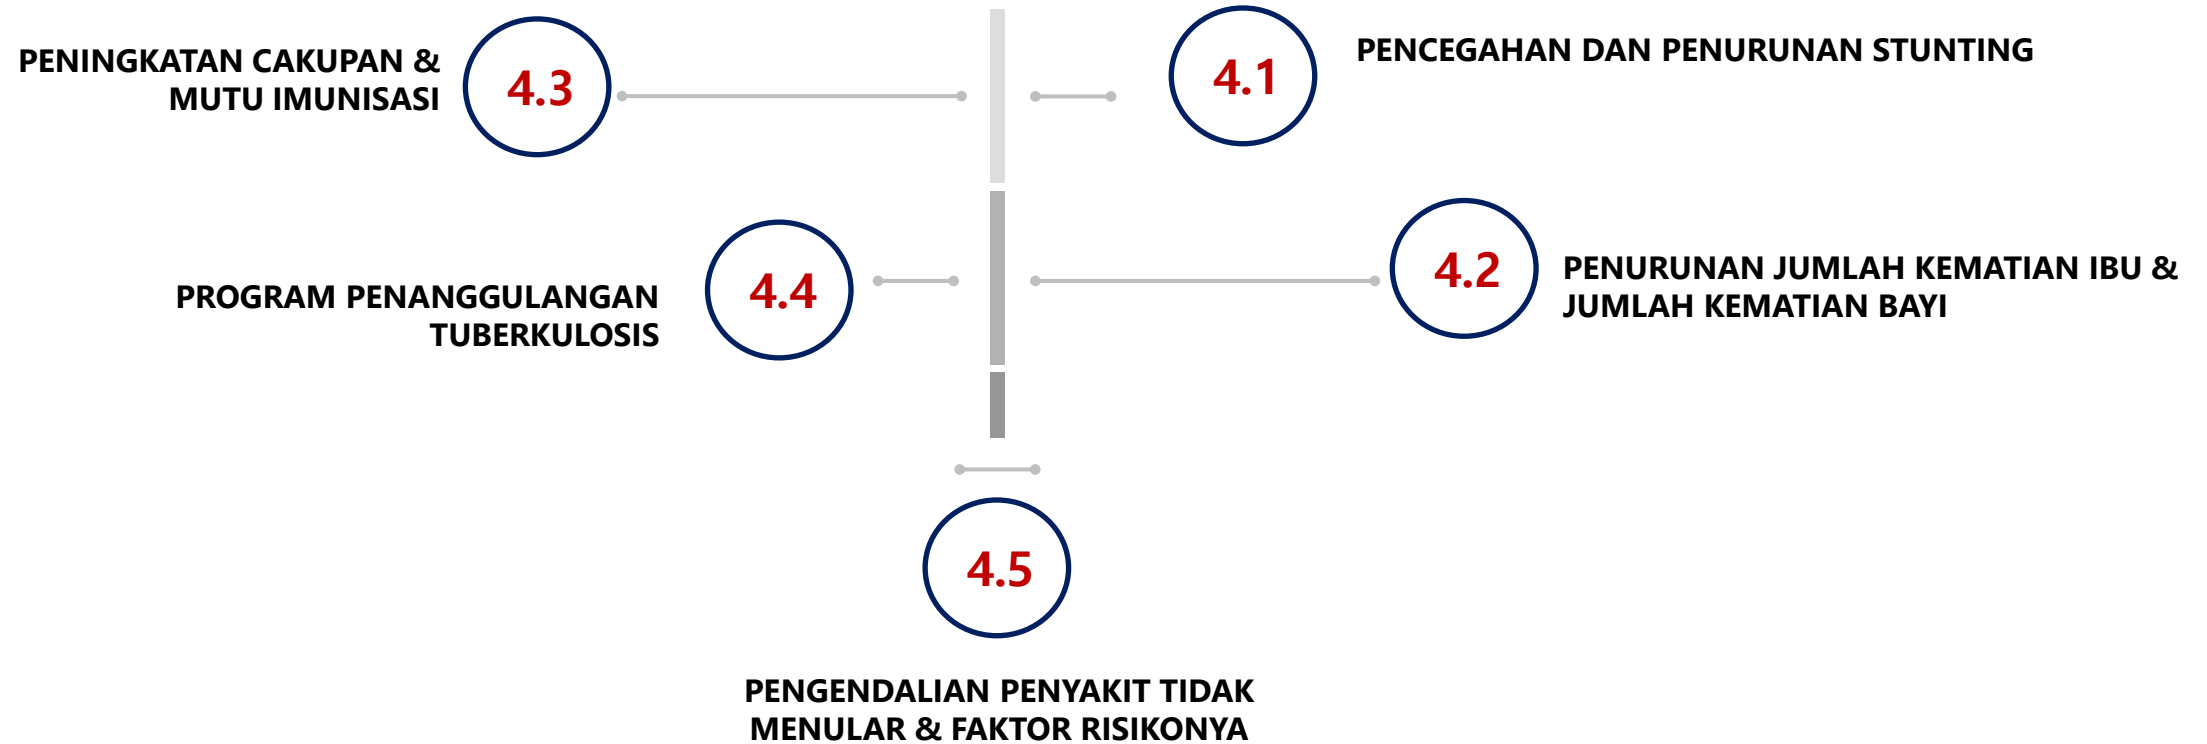 PENINGKATAN CAKUPAN &
MUTU IMUNISASI
4.3
4.1
PENCEGAHAN DAN PENURUNAN STUNTING
PROGRAM PENANGGULANGAN
TUBERKULOSIS
4.4
4.2
PENURUNAN JUMLAH KEMATIAN IBU &
JUMLAH KEMATIAN BAYI
4.5
PENGENDALIAN PENYAKIT TIDAK
MENULAR & FAKTOR RISIKONYA